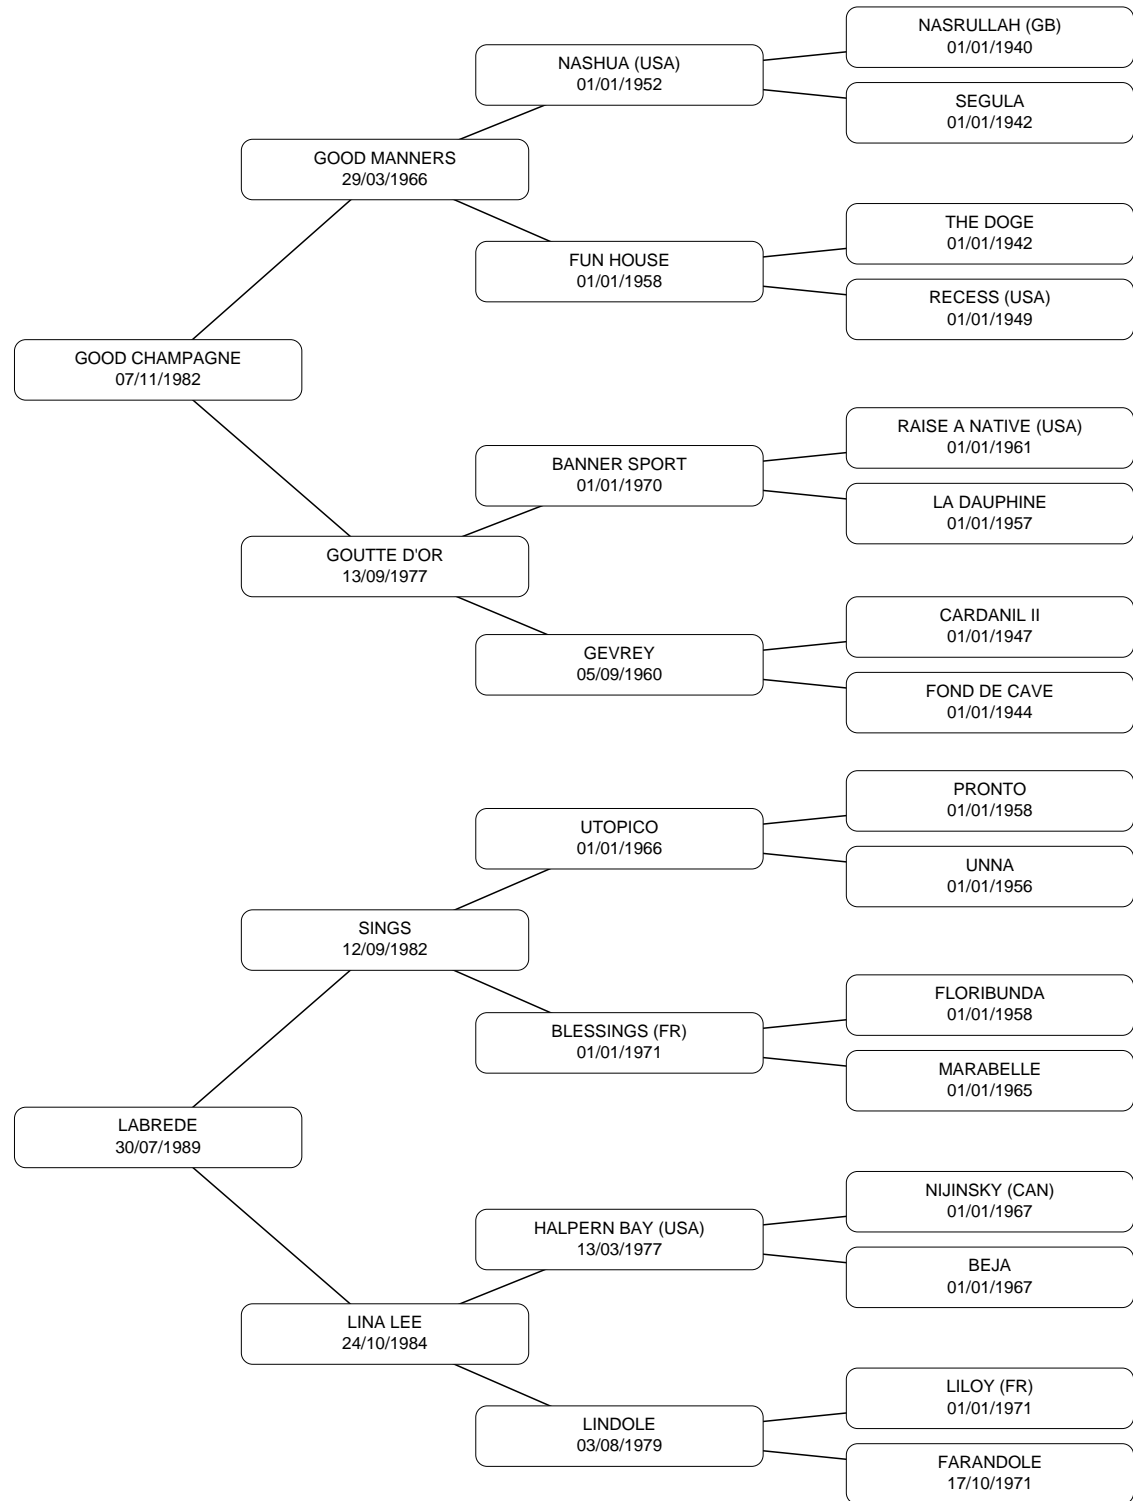 NASRULLAH (GB)
01/01/1940
NASHUA (USA)
01/01/1952
SEGULA
01/01/1942
GOOD MANNERS
29/03/1966
THE DOGE
01/01/1942
FUN HOUSE
01/01/1958
RECESS (USA)
01/01/1949
GOOD CHAMPAGNE
07/11/1982
RAISE A NATIVE (USA)
01/01/1961
BANNER SPORT
01/01/1970
LA DAUPHINE
01/01/1957
GOUTTE D'OR
13/09/1977
CARDANIL II
01/01/1947
GEVREY
05/09/1960
FOND DE CAVE
01/01/1944
PRONTO
01/01/1958
UTOPICO
01/01/1966
UNNA
01/01/1956
SINGS
12/09/1982
FLORIBUNDA
01/01/1958
BLESSINGS (FR)
01/01/1971
MARABELLE
01/01/1965
LABREDE
30/07/1989
NIJINSKY (CAN)
01/01/1967
HALPERN BAY (USA)
13/03/1977
BEJA
01/01/1967
LINA LEE
24/10/1984
LILOY (FR)
01/01/1971
LINDOLE
03/08/1979
FARANDOLE
17/10/1971